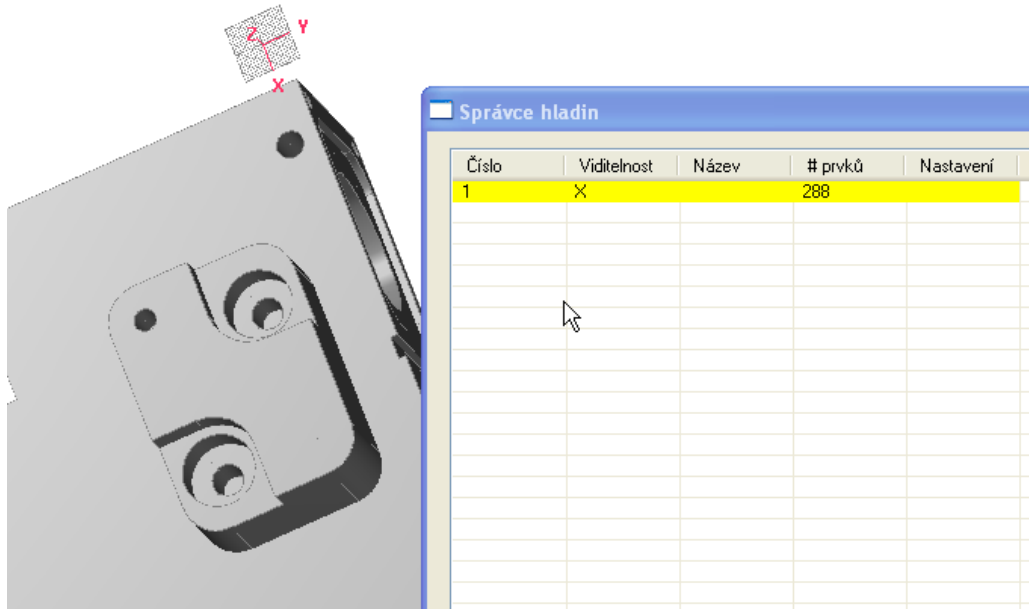 Z Y
X
Správce hladin
Číslo Viditelnost Název # prvků Nastavení
1 X 288